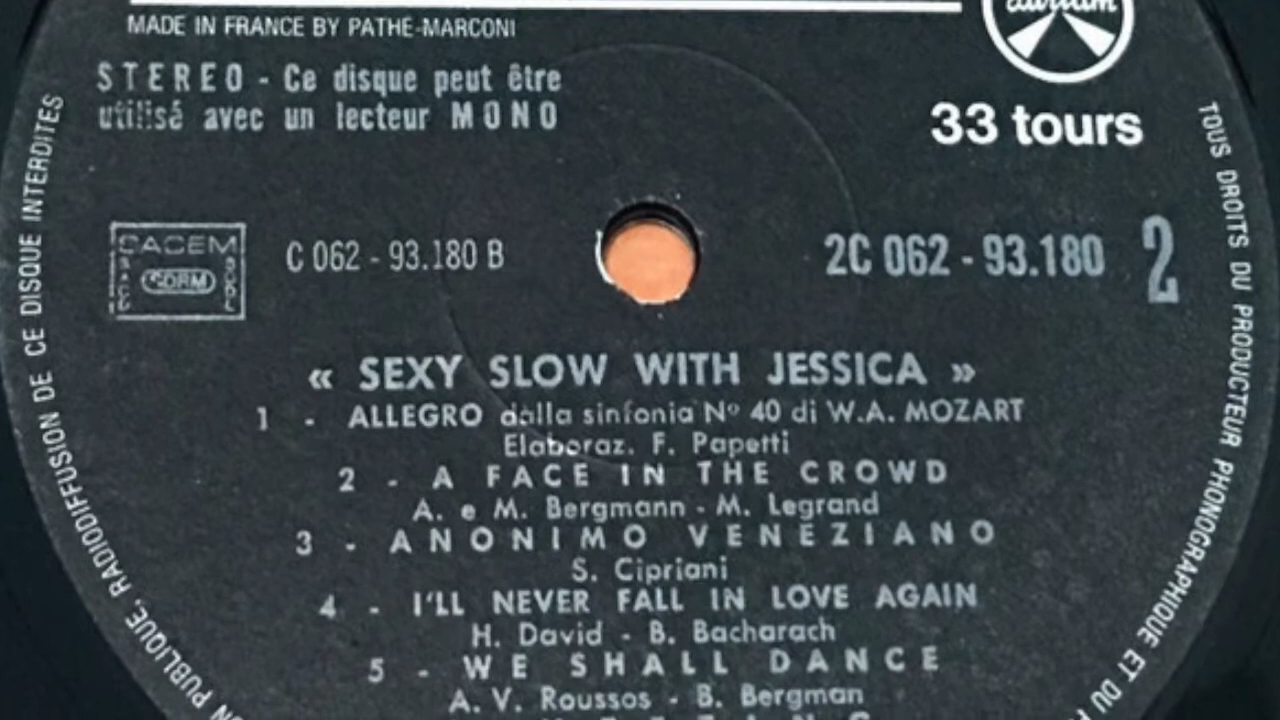 MADE IN FRANCE BY PATHE-MARCONI
STEREO - Ce disque peut être
utilisé avec un lecteur MONO
33 tours
SACEM
SDRM
C 062 - 93.180 B
2C 062 - 93.180 2
« SEXY SLOW WITH JESSICA »
1 - ALLEGRO dalla sinfonia Nº 40 di W.A. MOZART
Elaboraz. F. Papetti
2 - A FACE IN THE CROWD
A. e M. Bergmann - M. Legrand
3 - ANONIMO VENEZIANO
S. Cipriani
4 - I'LL NEVER FALL IN LOVE AGAIN
H. David - B. Bacharach
5 - WE SHALL DANCE
A. V. Roussos - B. Bergman
TOUS DROITS DU PRODUCTEUR PHONOGRAPHIQUE ET DU
PUBLIQUE, RADIODIFFUSION DE CE DISQUE INTERDITES